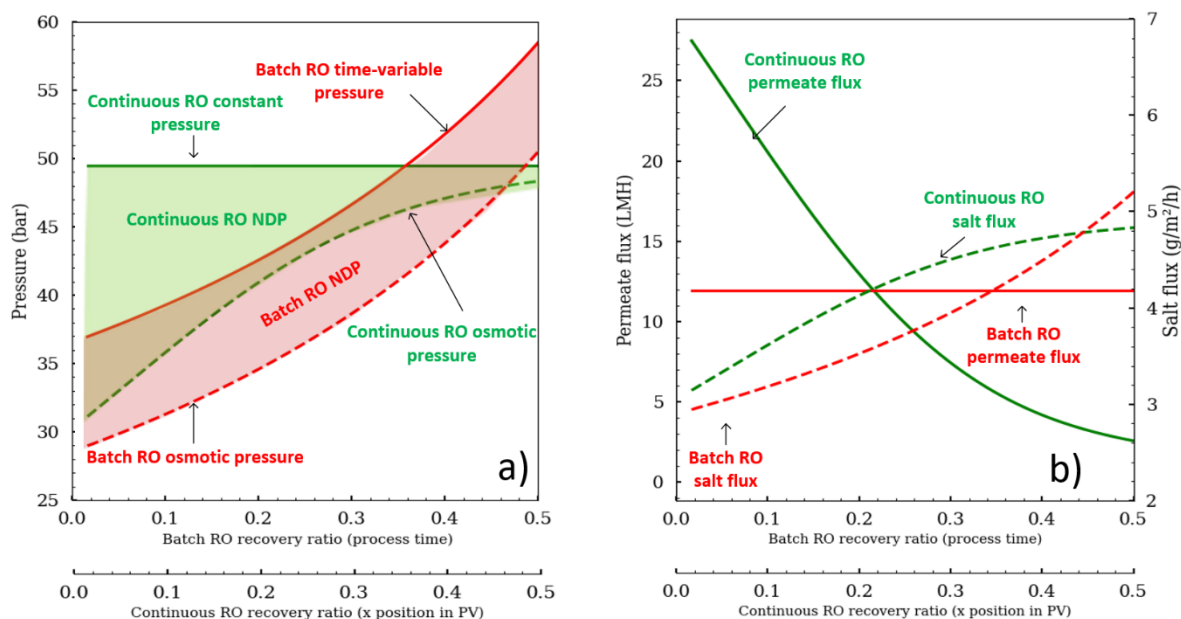 60
55
50
45
40
35
30
25
Pressure (bar)
Batch RO time-variable
pressure
Continuous RO constant
pressure
Continuous RO NDP
Batch RO NDP
Continuous RO osmotic
pressure
Batch RO osmotic pressure
a)
0.0 0.1 0.2 0.3 0.4 0.5
Batch RO recovery ratio (process time)
0.0 0.1 0.2 0.3 0.4 0.5
Continuous RO recovery ratio (x position in PV)
25
20
15
10
5
0
Permeate flux (LMH)
Continuous RO
permeate flux
Continuous RO
salt flux
Batch RO
permeate flux
Batch RO
salt flux
b)
7
6
5
4
3
2
Salt flux (g/m²/h)
0.0 0.1 0.2 0.3 0.4 0.5
Batch RO recovery ratio (process time)
0.0 0.1 0.2 0.3 0.4 0.5
Continuous RO recovery ratio (x position in PV)